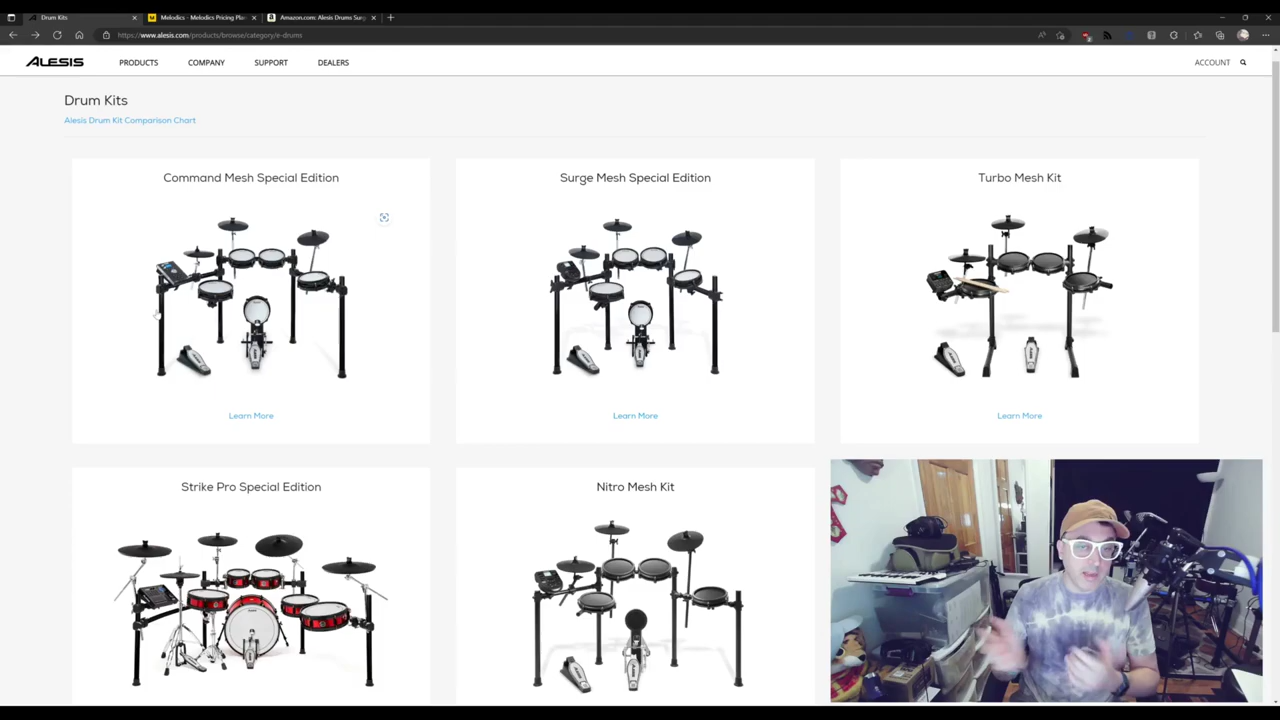 Drum Kits
Melodics - Melodics Pricing Plan
Amazon.com: Alesis Drums Sur
https://www.alesis.com/products/browse/category/e-drums
ALESIS
PRODUCTS
COMPANY
SUPPORT
DEALERS
ACCOUNT
Drum Kits
Alesis Drum Kit Comparison Chart
Command Mesh Special Edition
Surge Mesh Special Edition
Turbo Mesh Kit
Learn More
Learn More
Learn More
Strike Pro Special Edition
Nitro Mesh Kit